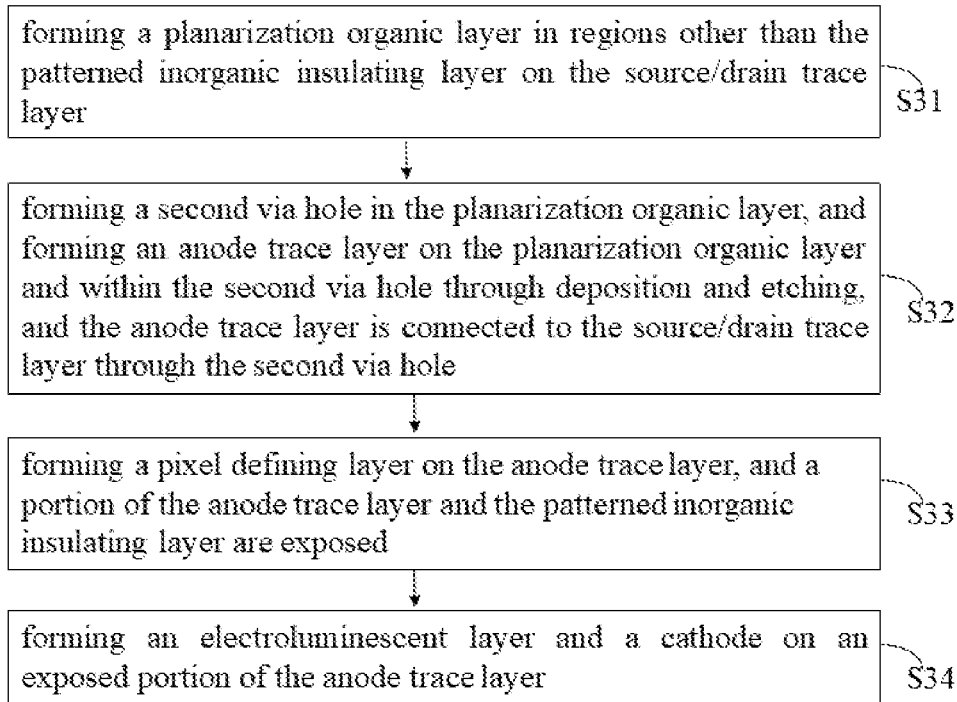 forming a planarization organic layer in regions other than the
patterned inorganic insulating layer on the source/drain trace
layer
S31
forming a second via hole in the planarization organic layer, and
forming an anode trace layer on the planarization organic layer
and within the second via hole through deposition and etching,
and the anode trace layer is connected to the source/drain trace
layer through the second via hole
S32
forming a pixel defining layer on the anode trace layer, and a
portion of the anode trace layer and the patterned inorganic
insulating layer are exposed
S33
forming an electroluminescent layer and a cathode on an
exposed portion of the anode trace layer
S34